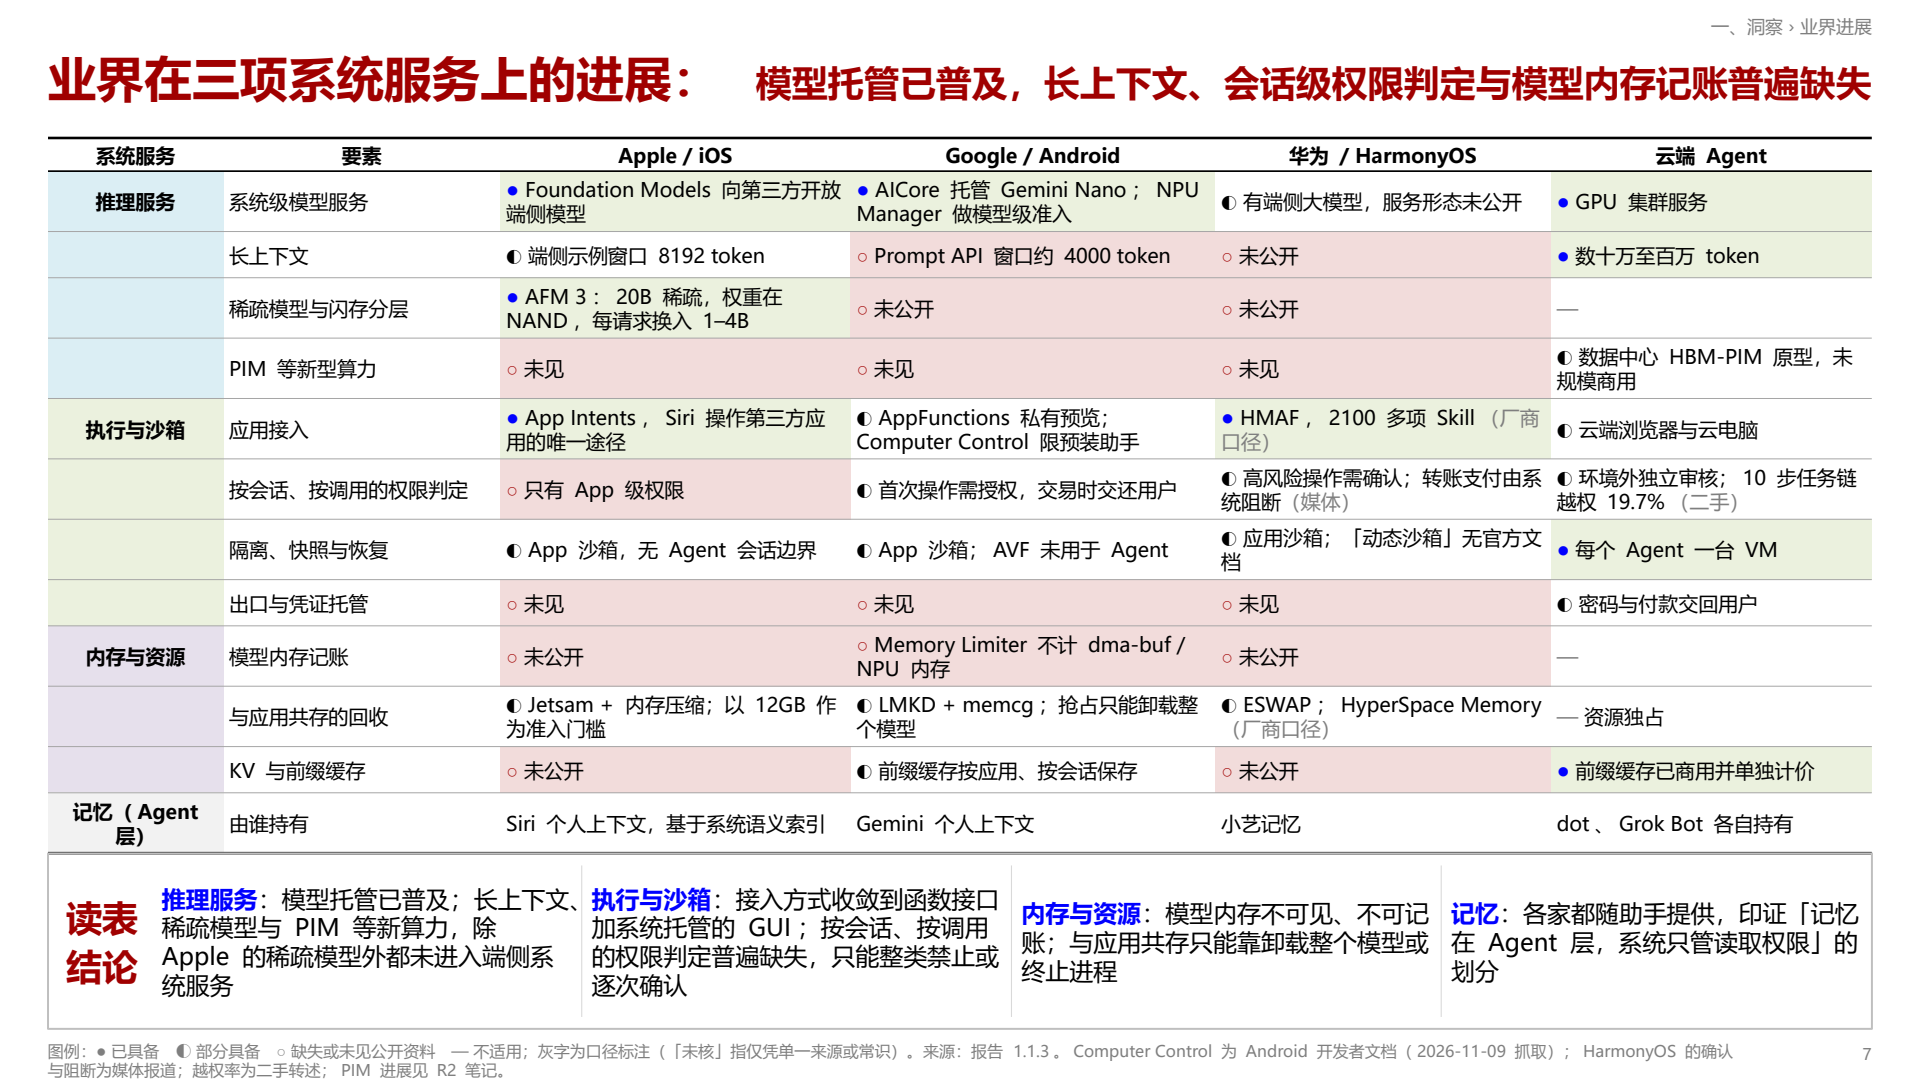 一、洞察 › 业界进展
业界在三项系统服务上的进展： 模型托管已普及，长上下文、会话级权限判定与模型内存记账普遍缺失
系统服务 要素 Apple / iOS Google / Android 华为 / HarmonyOS 云端 Agent
推理服务 系统级模型服务 ● Foundation Models 向第三方开放端侧模型 ● AICore 托管 Gemini Nano； NPU Manager 做模型级准入 ◐ 有端侧大模型，服务形态未公开 ● GPU 集群服务
长上下文 ◐ 端侧示例窗口 8192 token ○ Prompt API 窗口约 4000 token ○ 未公开 ● 数十万至百万 token
稀疏模型与闪存分层 ● AFM 3： 20B 稀疏，权重在 NAND，每请求换入 1–4B ○ 未公开 ○ 未公开 —
PIM 等新型算力 ○ 未见 ○ 未见 ○ 未见 ◐ 数据中心 HBM-PIM 原型，未规模商用
执行与沙箱 应用接入 ● App Intents， Siri 操作第三方应用的唯一途径 ◐ AppFunctions 私有预览； Computer Control 限预装助手 ● HMAF， 2100 多项 Skill （厂商口径） ◐ 云端浏览器与云电脑
按会话、按调用的权限判定 ○ 只有 App 级权限 ◐ 首次操作需授权，交易时交还用户 ◐ 高风险操作需确认；转账支付由系统阻断（媒体） ◐ 环境外独立审核； 10 步任务链越权 19.7% （二手）
隔离、快照与恢复 ◐ App 沙箱，无 Agent 会话边界 ◐ App 沙箱； AVF 未用于 Agent ◐ 应用沙箱；「动态沙箱」无官方文档 ● 每个 Agent 一台 VM
出口与凭证托管 ○ 未见 ○ 未见 ○ 未见 ◐ 密码与付款交回用户
内存与资源 模型内存记账 ○ 未公开 ○ Memory Limiter 不计 dma-buf / NPU 内存 ○ 未公开 —
与应用共存的回收 ◐ Jetsam + 内存压缩；以 12GB 作为准入门槛 ◐ LMKD + memcg；抢占只能卸载整个模型 ◐ ESWAP； HyperSpace Memory （厂商口径） — 资源独占
KV 与前缀缓存 ○ 未公开 ◐ 前缀缓存按应用、按会话保存 ○ 未公开 ● 前缀缓存已商用并单独计价
记忆（Agent 层） 由谁持有 Siri 个人上下文，基于系统语义索引 Gemini 个人上下文 小艺记忆 dot、 Grok Bot 各自持有
读表
结论
推理服务：模型托管已普及；长上下文、
稀疏模型与 PIM 等新算力，除
Apple 的稀疏模型外都未进入端侧系
统服务
执行与沙箱：接入方式收敛到函数接口
加系统托管的 GUI；按会话、按调用
的权限判定普遍缺失，只能整类禁止或
逐次确认
内存与资源：模型内存不可见、不可记
账；与应用共存只能靠卸载整个模型或
终止进程
记忆：各家都随助手提供，印证「记忆
在 Agent 层，系统只管读取权限」的
划分
图例：● 已具备 ◐ 部分具备 ○ 缺失或未见公开资料 — 不适用；灰字为口径标注（「未核」指仅凭单一来源或常识）。来源：报告 1.1.3。 Computer Control 为 Android 开发者文档（2026-11-09 抓取）； HarmonyOS 的确认
与阻断为媒体报道；越权率为二手转述； PIM 进展见 R2 笔记。
7